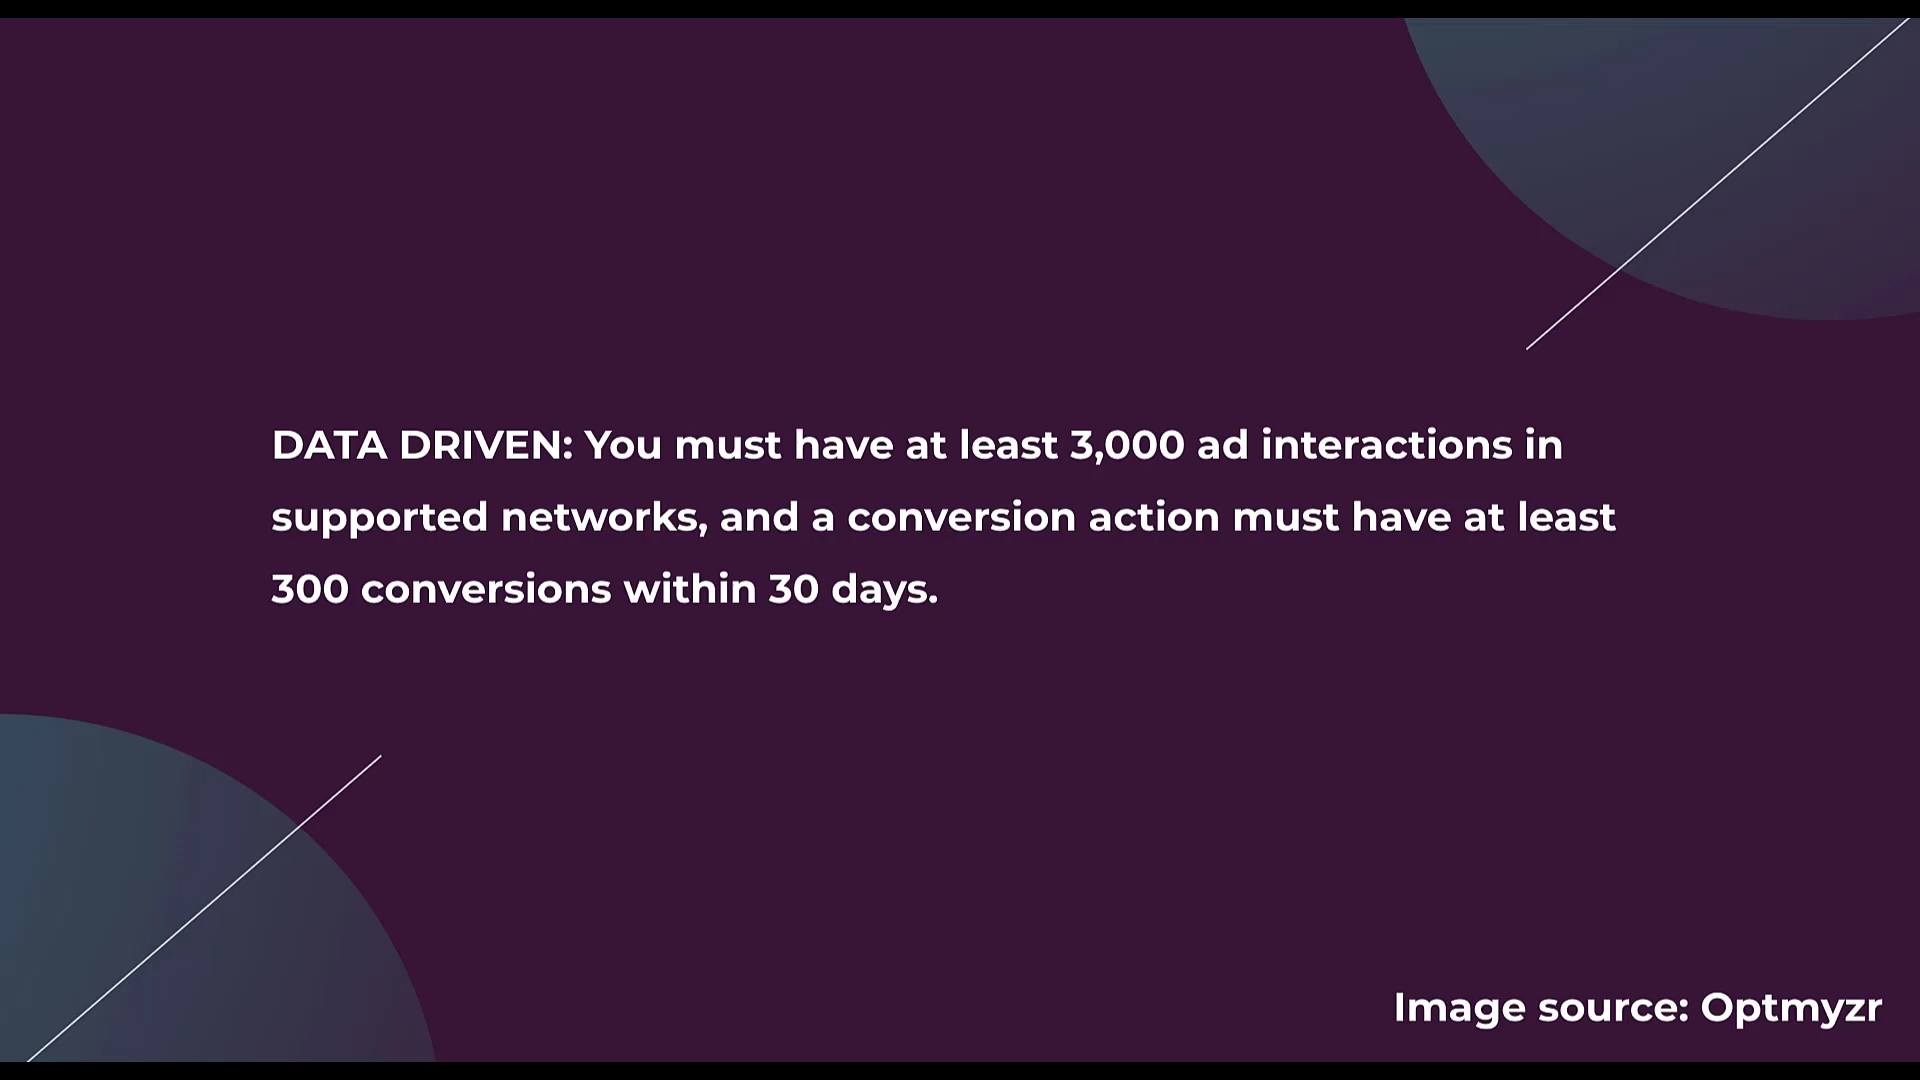 DATA DRIVEN: You must have at least 3,000 ad interactions in
supported networks, and a conversion action must have at least
300 conversions within 30 days.
Image source: Optmyzr